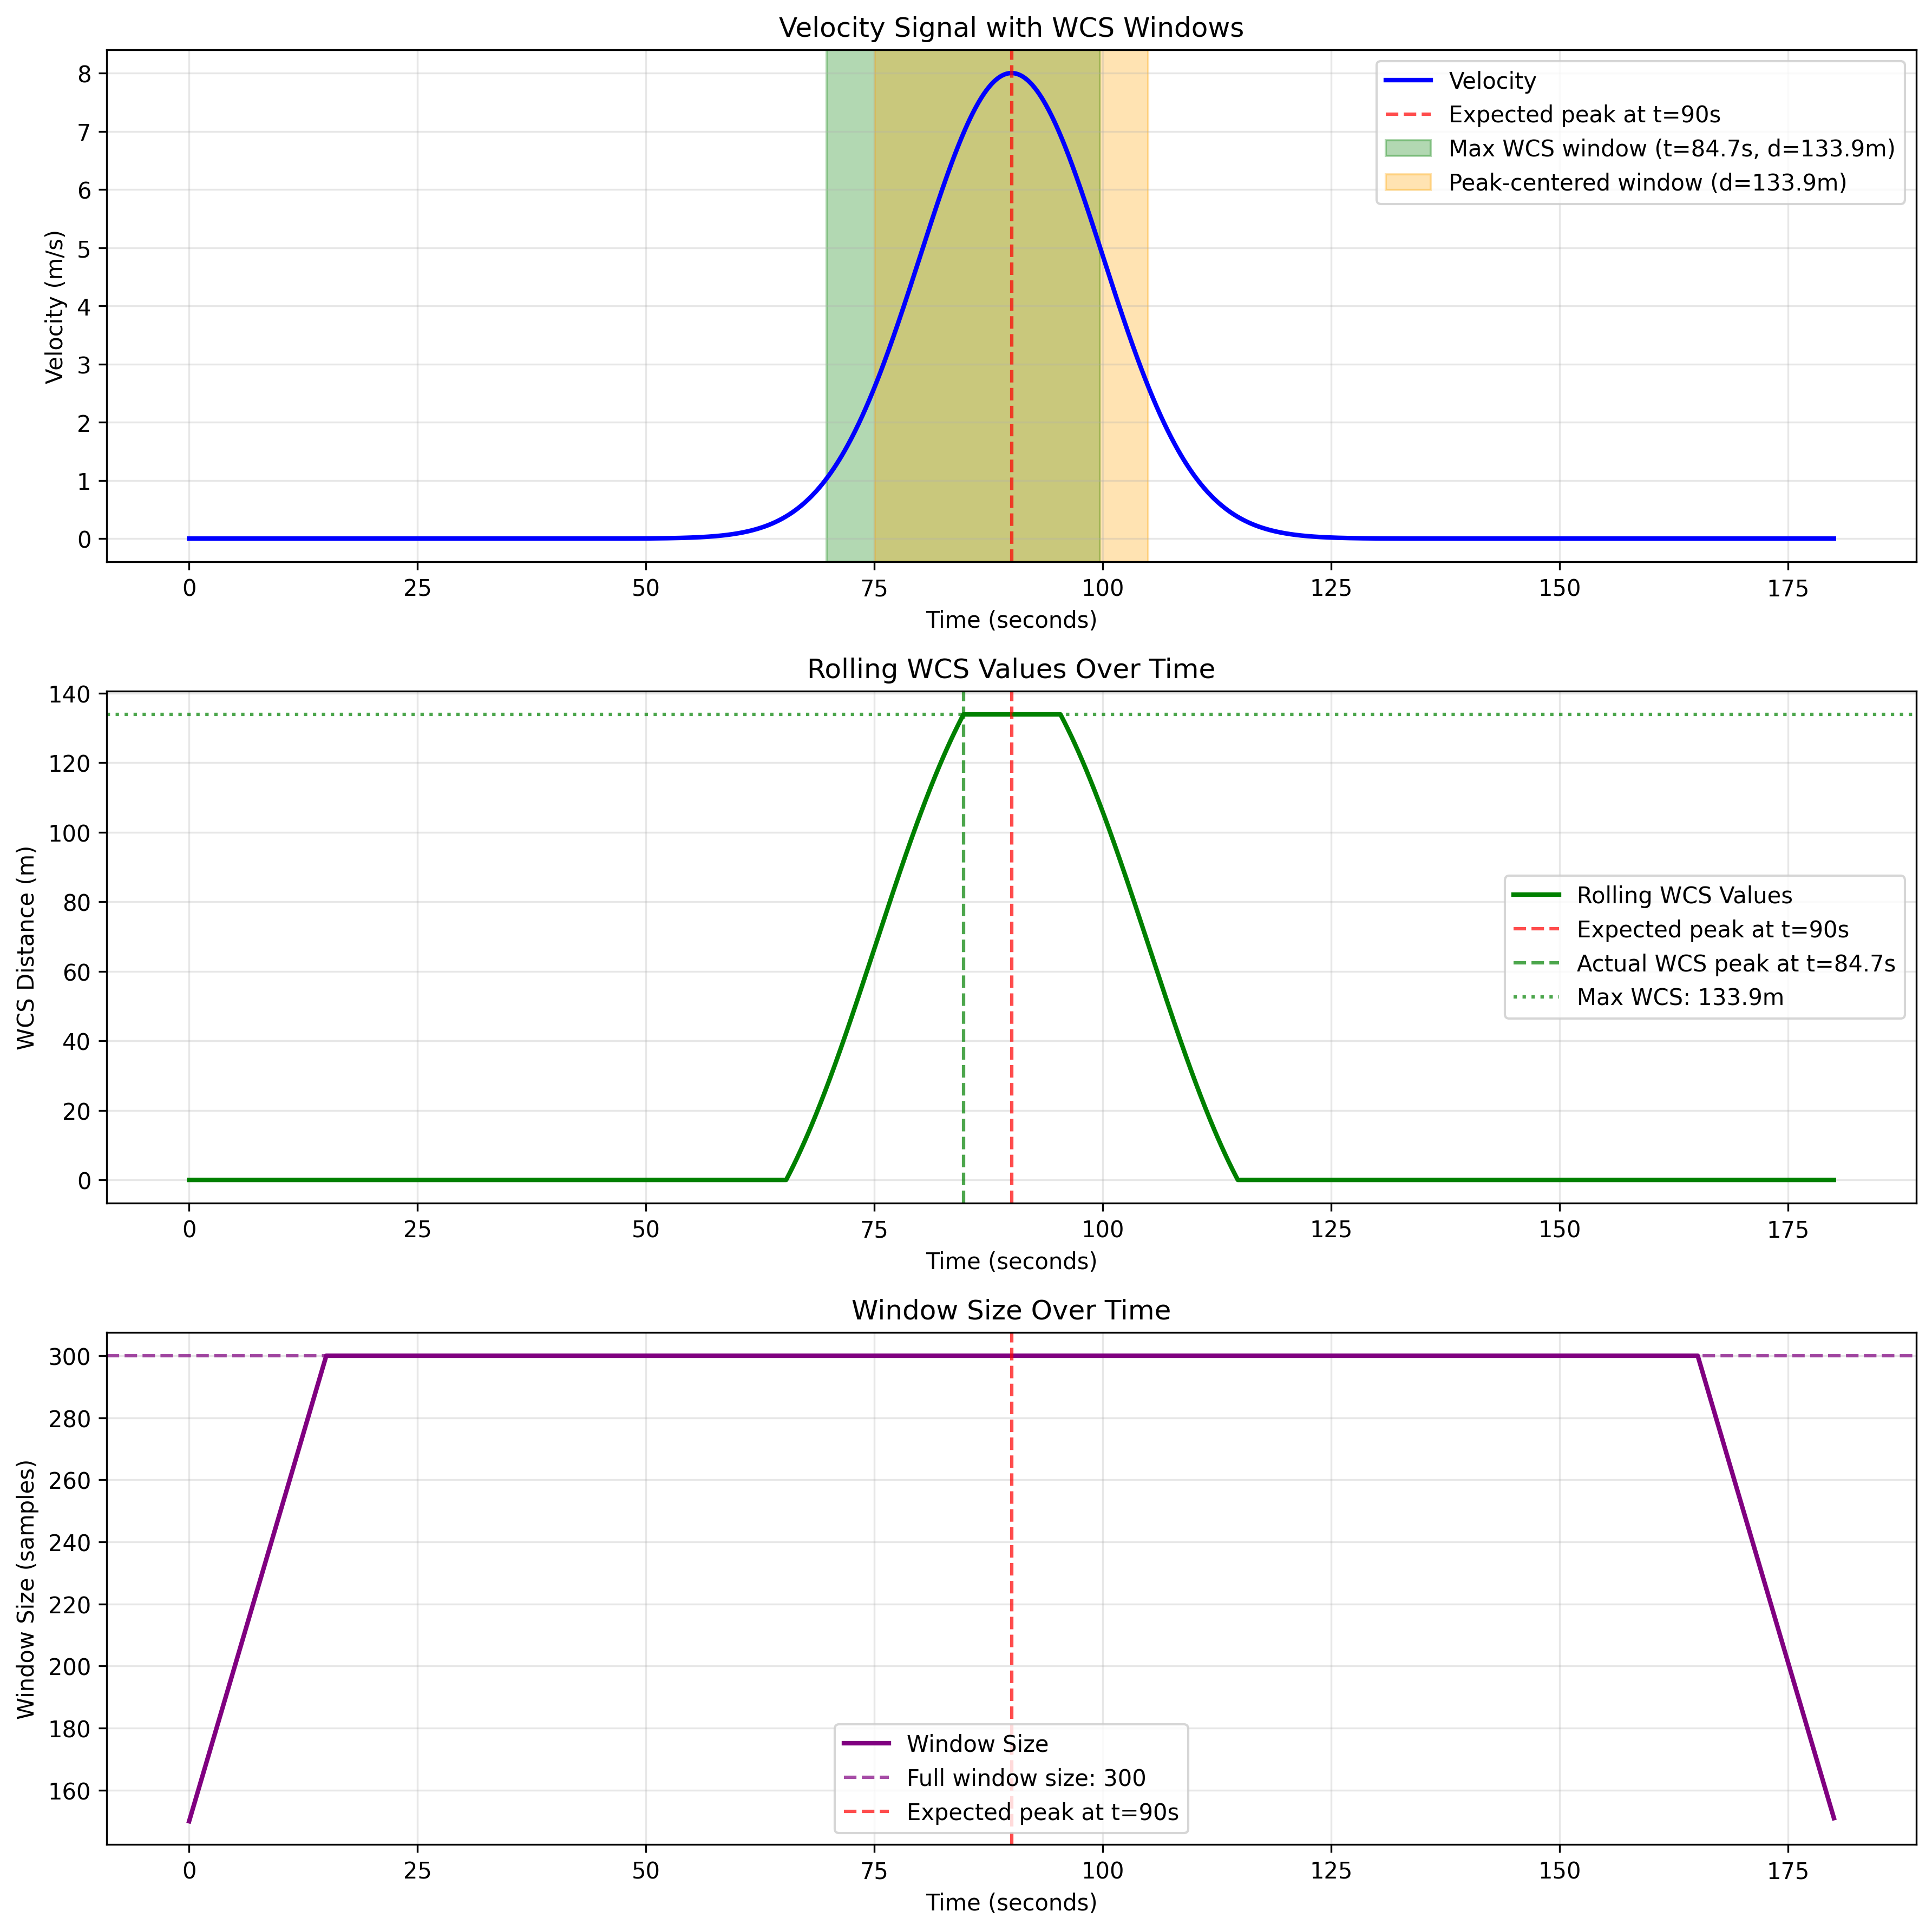 Velocity Signal with WCS Windows
Velocity (m/s)
8
7
6
5
4
3
2
1
0
Velocity
Expected peak at t=90s
Max WCS window (t=84.7s, d=133.9m)
Peak-centered window (d=133.9m)
0 25 50 75 100 125 150 175
Time (seconds)
Rolling WCS Values Over Time
WCS Distance (m)
140
120
100
80
60
40
20
0
Rolling WCS Values
Expected peak at t=90s
Actual WCS peak at t=84.7s
Max WCS: 133.9m
0 25 50 75 100 125 150 175
Time (seconds)
Window Size Over Time
Window Size (samples)
300
280
260
240
220
200
180
160
Window Size
Full window size: 300
Expected peak at t=90s
0 25 50 75 100 125 150 175
Time (seconds)